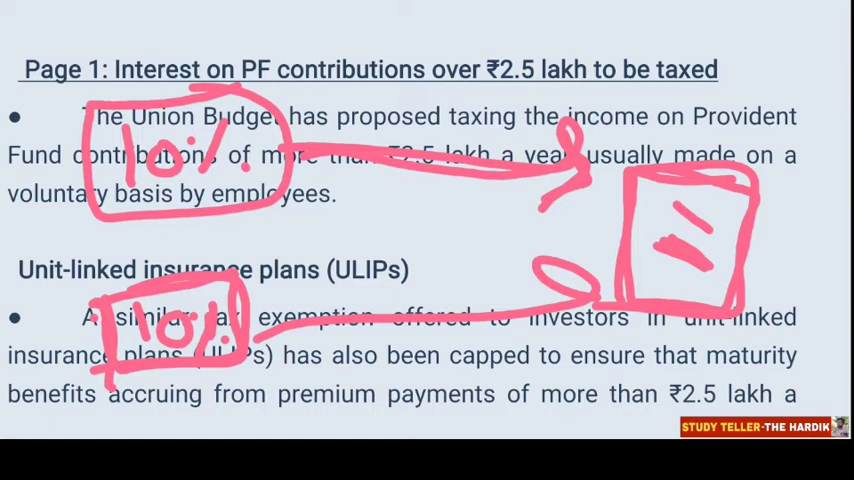 Page 1: Interest on PF contributions over ₹2.5 lakh to be taxed
● The Union Budget has proposed taxing the income on Provident
Fund contributions of more than ₹2.5 lakh a year usually made on a
voluntary basis by employees.
10%.
Unit-linked insurance plans (ULIPs)
● A similar tax exemption offered to investors in unit-linked
insurance plans (ULIPs) has also been capped to ensure that maturity
benefits accruing from premium payments of more than ₹2.5 lakh a
10%.
STUDY TELLER-THE HARDIK